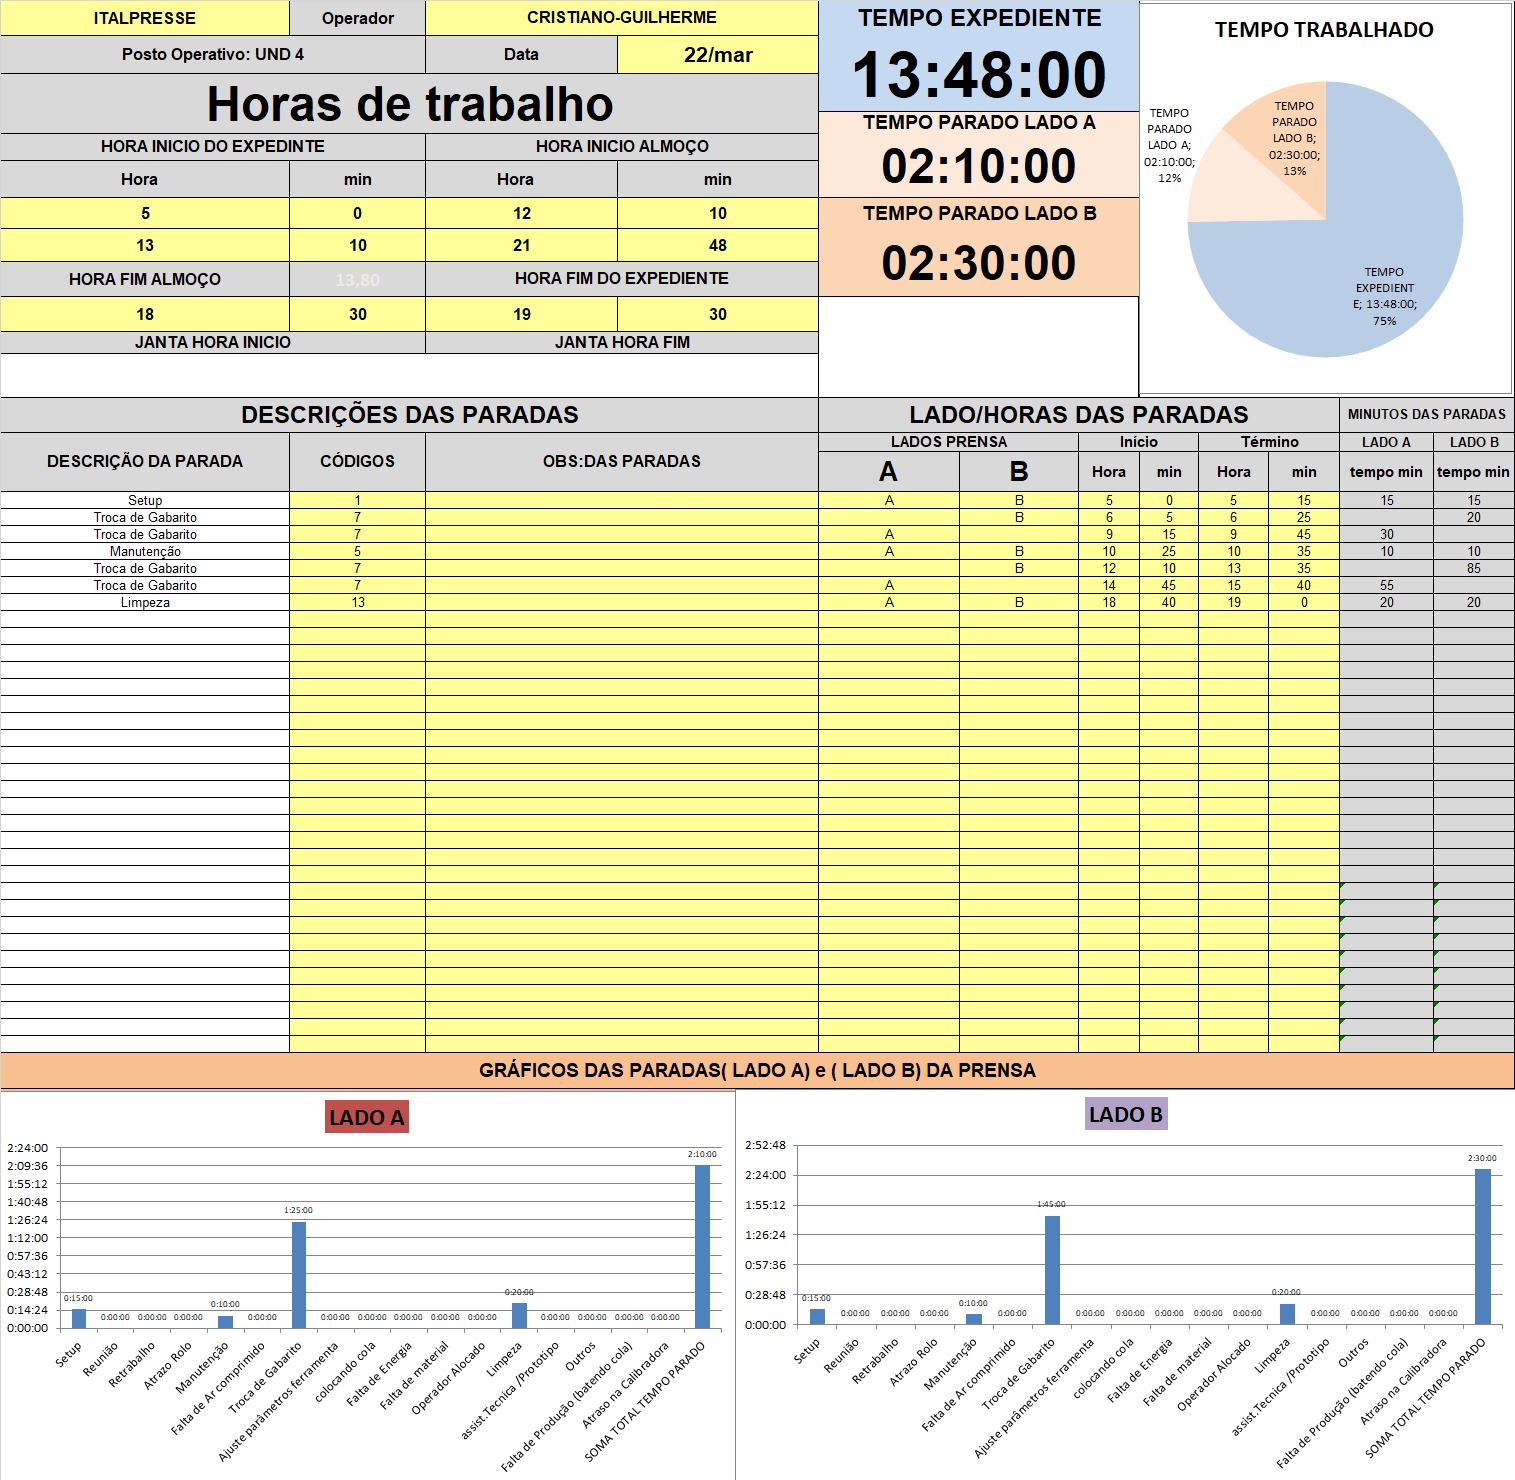 ITALPRESSE Operador CRISTIANO-GUILHERME
Posto Operativo: UND 4 Data 22/mar
Horas de trabalho
HORA INICIO DO EXPEDINTE HORA INICIO ALMOÇO
Hora min Hora min
5 0 12 10
13 10 21 48
HORA FIM ALMOÇO 13,80 HORA FIM DO EXPEDIENTE
18 30 19 30
JANTA HORA INICIO JANTA HORA FIM
TEMPO EXPEDIENTE
13:48:00
TEMPO PARADO LADO A
02:10:00
TEMPO PARADO LADO B
02:30:00
TEMPO TRABALHADO
TEMPO
PARADO
LADO A;
02:10:00;
12%
TEMPO
PARADO
LADO B;
02:30:00;
13%
TEMPO
EXPEDIENT
E; 13:48:00;
75%
DESCRIÇÕES DAS PARADAS LADO/HORAS DAS PARADAS MINUTOS DAS PARADAS
DESCRIÇÃO DA PARADA CÓDIGOS OBS:DAS PARADAS LADOS PRENSA Início Término LADO A LADO B
A B Hora min Hora min tempo min tempo min
Setup 1 A B 5 0 5 15 15 15
Troca de Gabarito 7 B 6 5 6 25 20
Troca de Gabarito 7 A 9 15 9 45 30
Manutenção 5 A B 10 25 10 35 10 10
Troca de Gabarito 7 B 12 10 13 35 85
Troca de Gabarito 7 A 14 45 15 40 55
Limpeza 13 A B 18 40 19 0 20 20
GRÁFICOS DAS PARADAS( LADO A) e ( LADO B) DA PRENSA
LADO A
2:24:00
2:09:36
1:55:12
1:40:48
1:26:24
1:12:00
0:57:36
0:43:12
0:28:48
0:14:24
0:00:00
0:15:00 0:00:00 0:00:00 0:00:00 0:10:00 0:00:00 1:25:00 0:00:00 0:00:00 0:00:00 0:00:00 0:00:00 0:20:00 0:00:00 0:00:00 0:00:00 0:00:00 2:10:00
Setup
Reunião
Retrabalho
Atrazo Rolo
Manutenção
Falta de Ar comprimido
Troca de Gabarito
Ajuste parâmetros ferramenta
colocando cola
Falta de Energia
Falta de material
Operador Alocado
Limpeza
assist.Tecnica /Prototipo
Outros
Falta de Produção (batendo cola)
Atraso na Calibradora
SOMA TOTAL TEMPO PARADO
LADO B
2:52:48
2:24:00
1:55:12
1:26:24
0:57:36
0:28:48
0:00:00
0:15:00 0:00:00 0:00:00 0:00:00 0:10:00 0:00:00 1:45:00 0:00:00 0:00:00 0:00:00 0:00:00 0:00:00 0:20:00 0:00:00 0:00:00 0:00:00 0:00:00 2:30:00
Setup
Reunião
Retrabalho
Atrazo Rolo
Manutenção
Falta de Ar comprimido
Troca de Gabarito
Ajuste parâmetros ferramenta
colocando cola
Falta de Energia
Falta de material
Operador Alocado
Limpeza
assist.Tecnica /Prototipo
Outros
Falta de Produção (batendo cola)
Atraso na Calibradora
SOMA TOTAL TEMPO PARADO